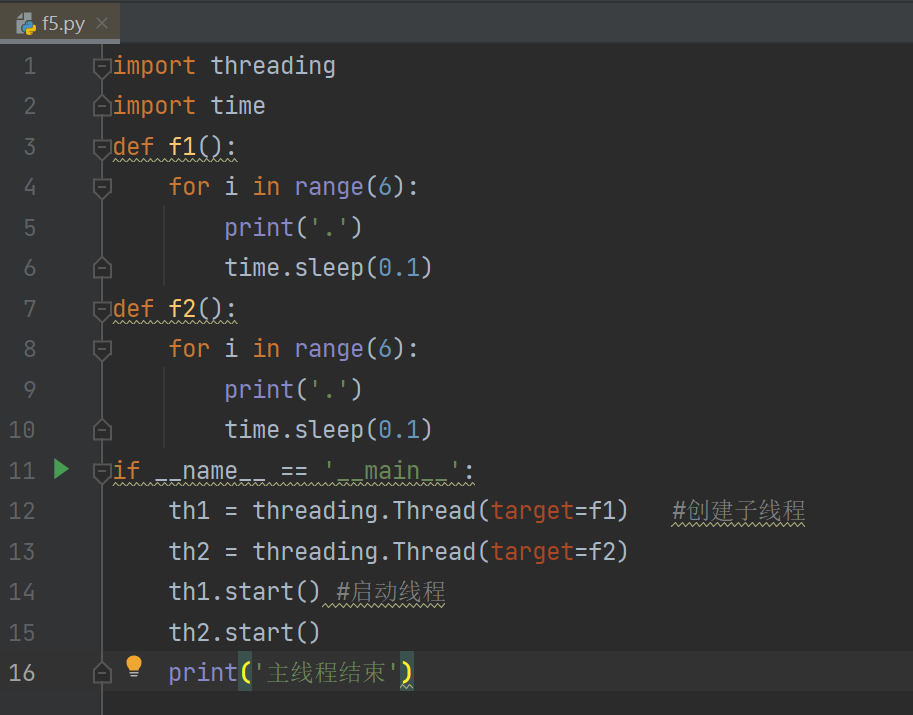 f5.py
1 import threading
2 import time
3 def f1():
4     for i in range(6):
5         print('.')
6         time.sleep(0.1)
7 def f2():
8     for i in range(6):
9         print('.')
10         time.sleep(0.1)
11 if __name__ == '__main__':
12     th1 = threading.Thread(target=f1)   #创建子线程
13     th2 = threading.Thread(target=f2)
14     th1.start() #启动线程
15     th2.start()
16     print('主线程结束')